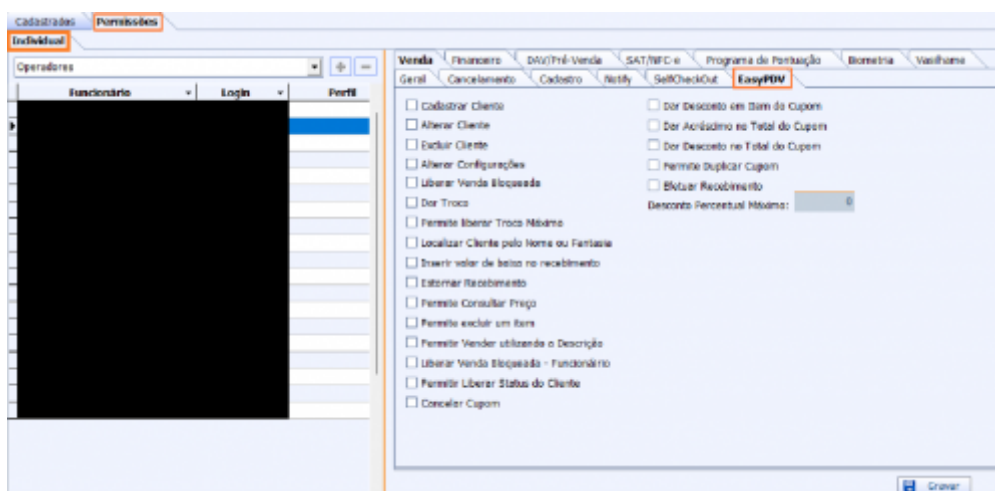 Cadastrados Permissões
Individual
Operadores
Funcionário Login Perfil
Venda Financeiro DAV/Pré-Venda SAT/NFC-e Programa de Pontuação Biometria Vasilhame
Geral Cancelamento Cadastro Notify SelfCheckOut EasyPDV
Cadastrar Cliente
Alterar Cliente
Excluir Cliente
Alterar Configurações
Liberar Venda Bloqueada
Dar Troco
Permite liberar Troco Máximo
Localizar Cliente pelo Nome ou Fantasia
Inserir valor de baixa no recebimento
Estornar Recebimento
Permite Consultar Preço
Permite excluir um Item
Permitir Vender utilizando a Descrição
Liberar Venda Bloqueada - Funcionário
Permitir Liberar Status do Cliente
Cancelar Cupom
Dar Desconto em Item do Cupom
Dar Acréscimo no Total do Cupom
Dar Desconto no Total do Cupom
Permite Duplicar Cupom
Efetuar Recebimento
Desconto Percentual Máximo: 0
Gravar